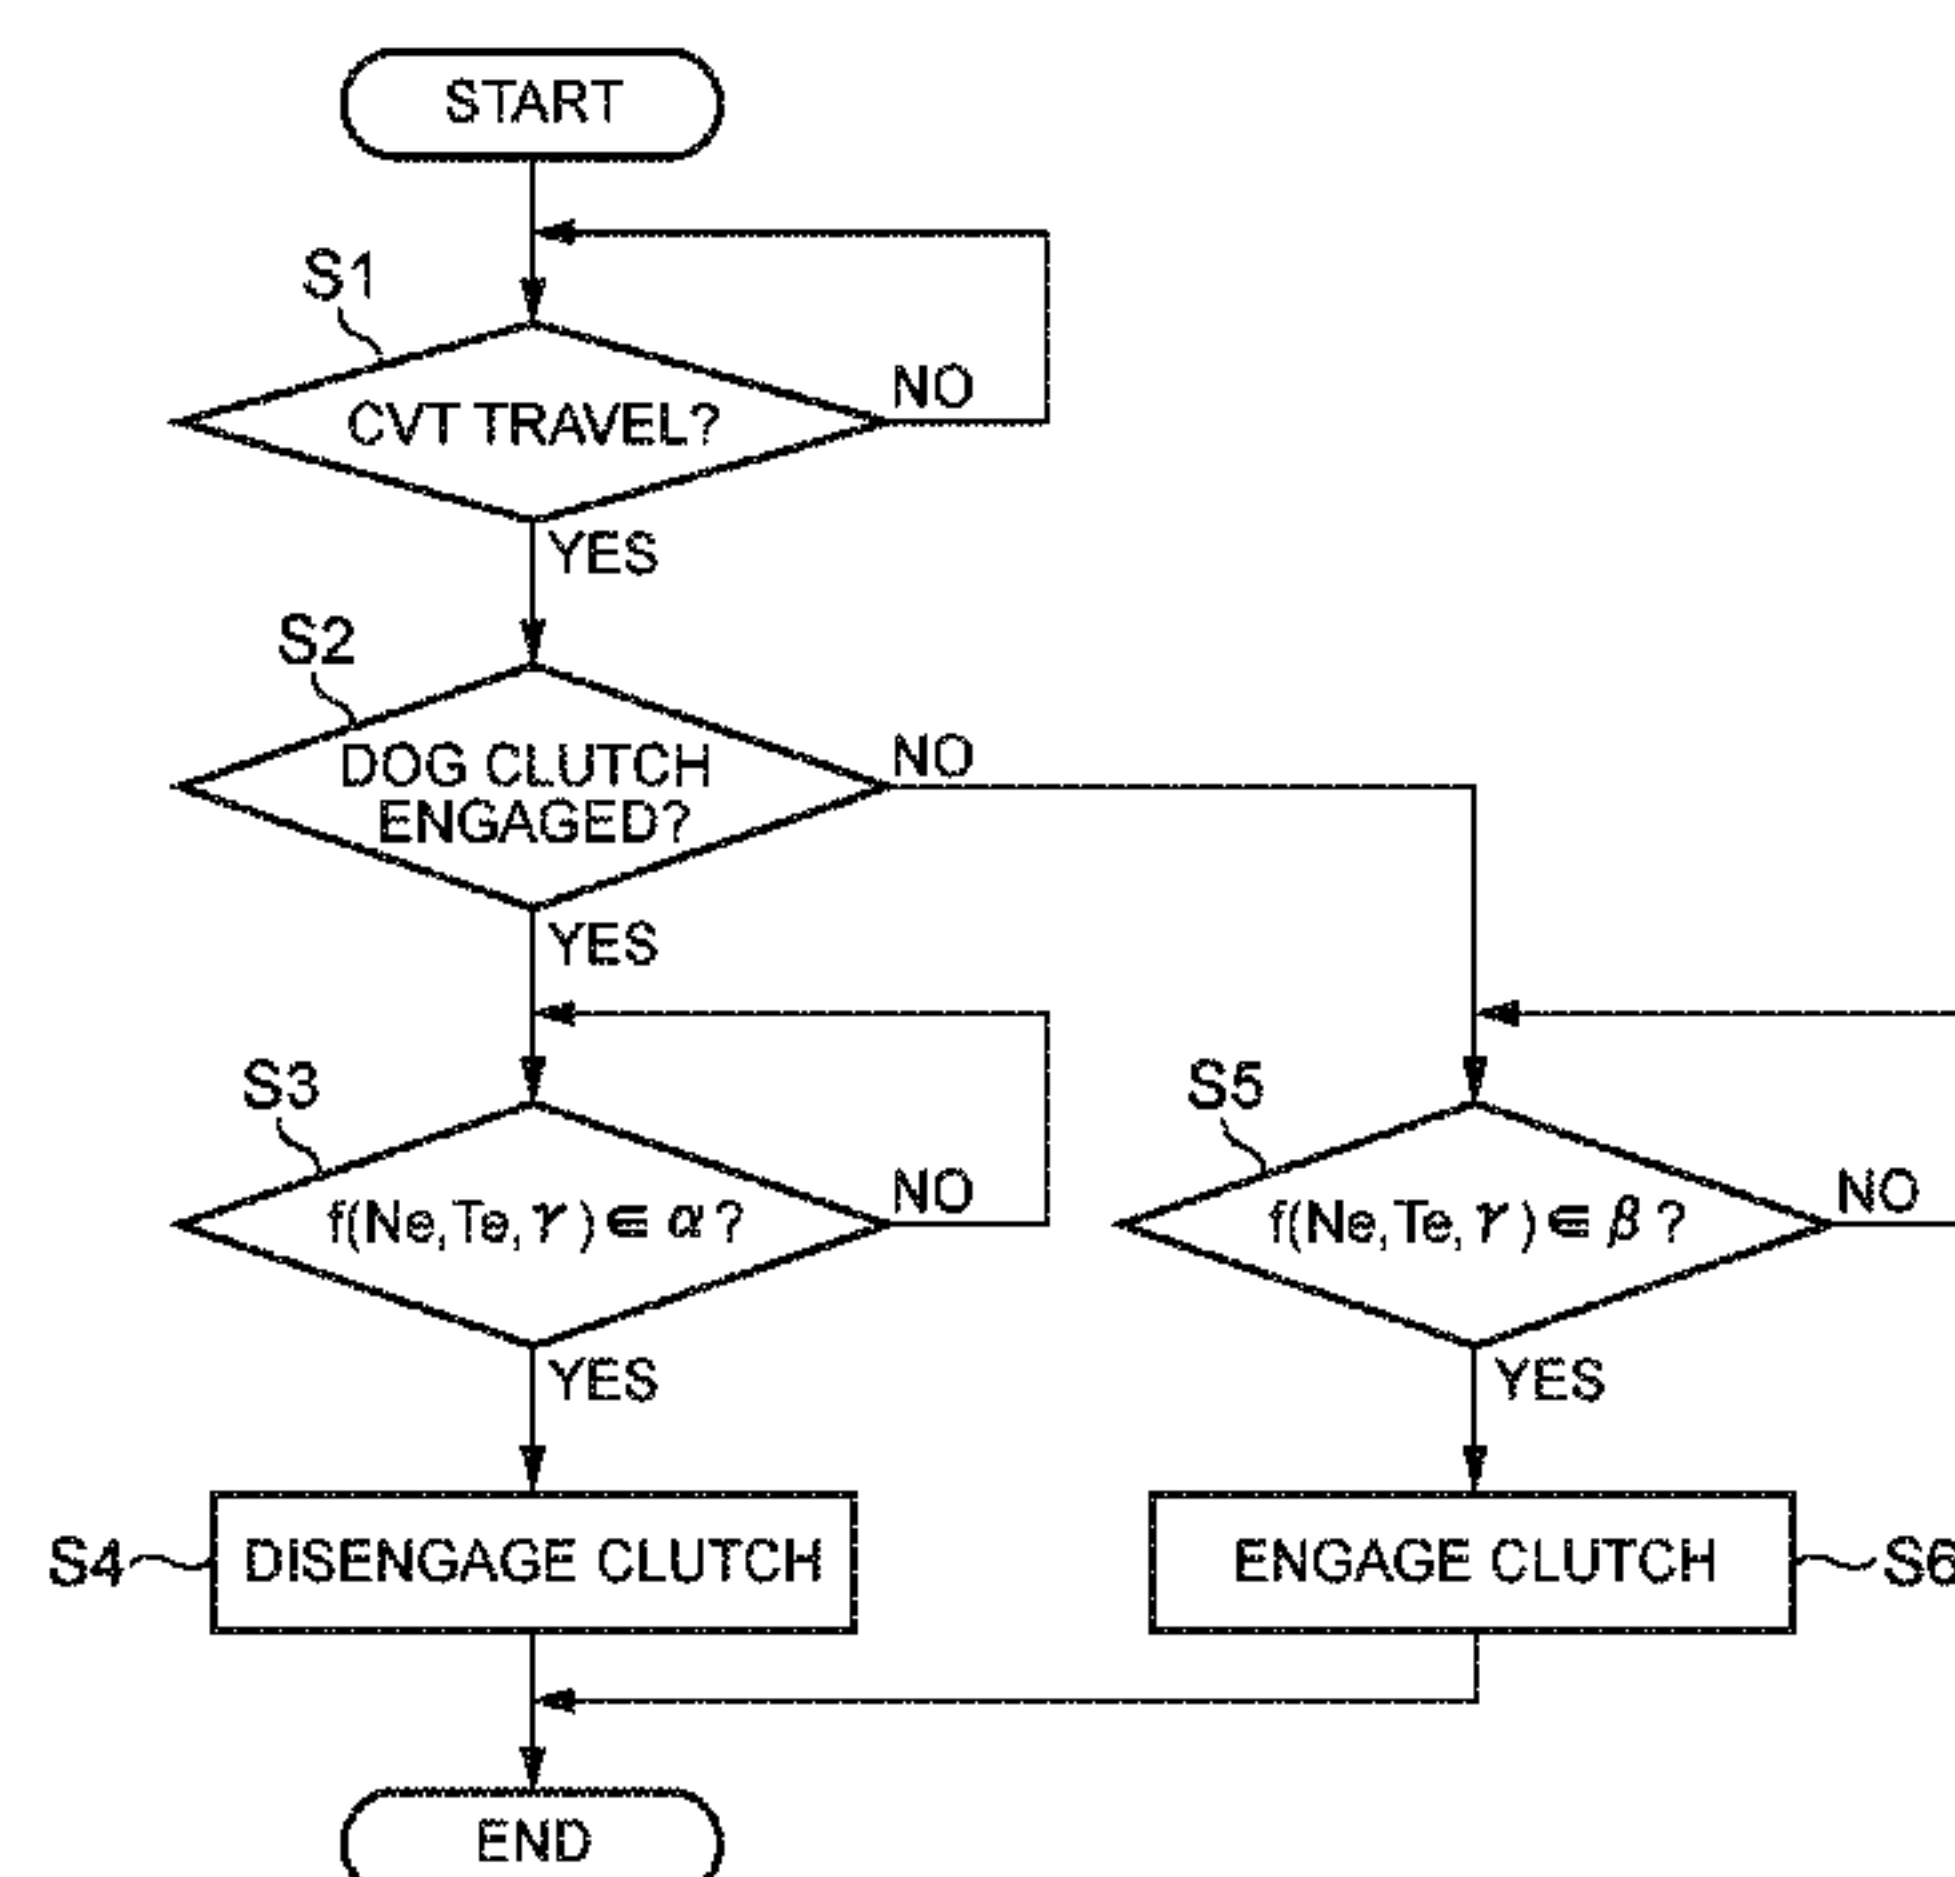 START
S1
CVT TRAVEL?
NO
YES
S2
DOG CLUTCH
ENGAGED?
NO
YES
S3
f(Ne,Te,γ)∈ α?
NO
YES
S5
f(Ne,Te,γ)∈ β?
NO
YES
S4
DISENGAGE CLUTCH
ENGAGE CLUTCH
S6
END